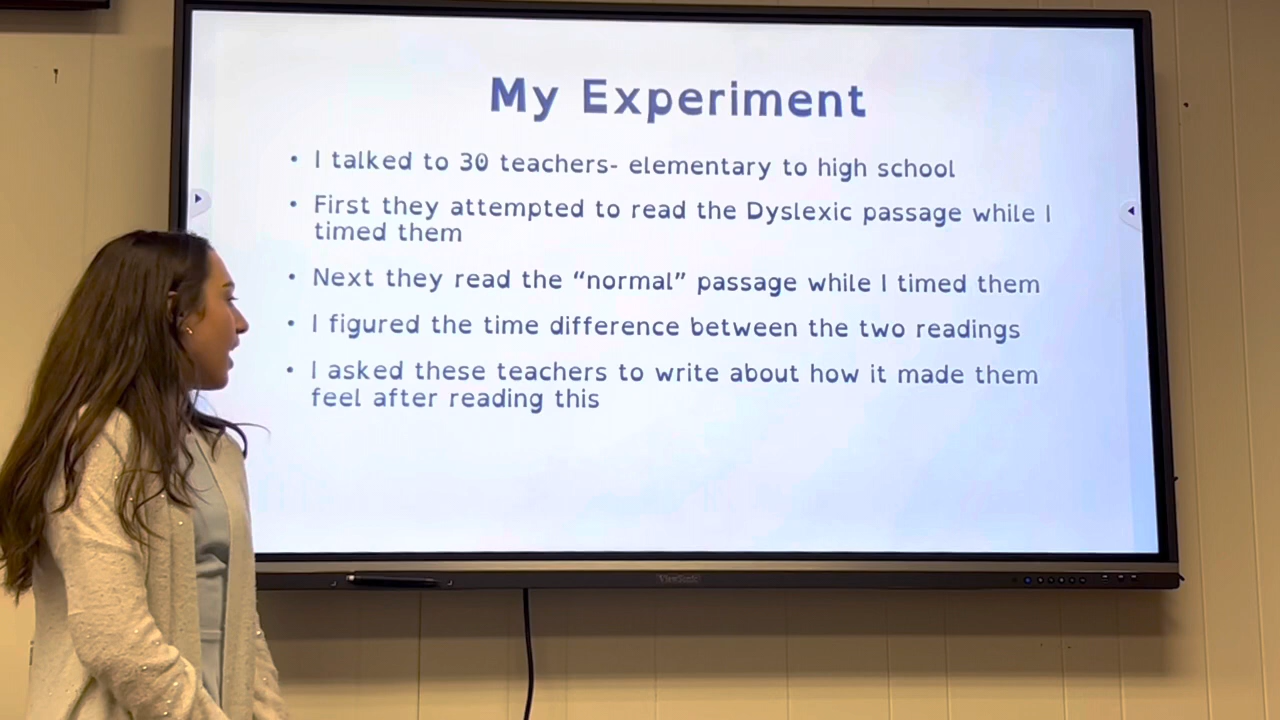 My Experiment
• I talked to 30 teachers- elementary to high school
• First they attempted to read the Dyslexic passage while I
timed them
• Next they read the “normal” passage while I timed them
• I figured the time difference between the two readings
• I asked these teachers to write about how it made them
feel after reading this
ViewSonic